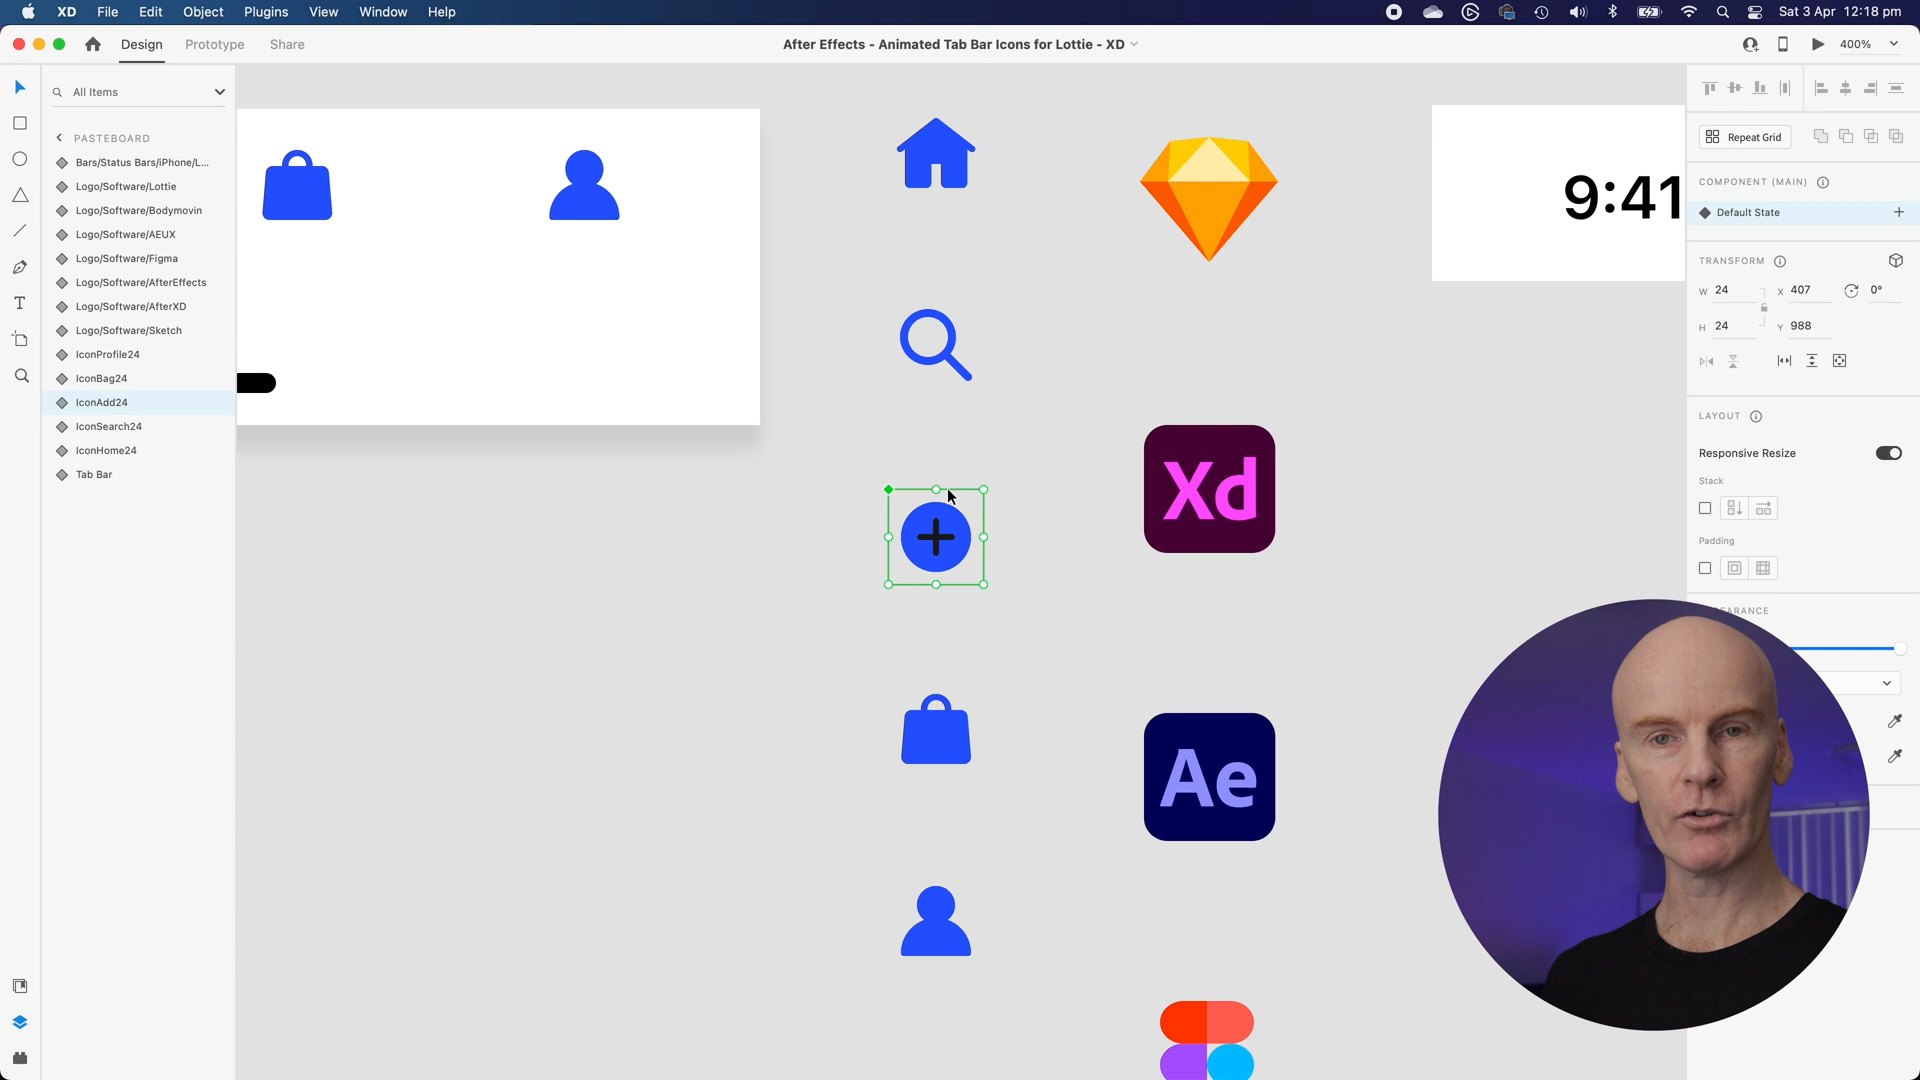 XD File Edit Object Plugins View Window Help
Sat 3 Apr 12:18 pm
Design Prototype Share
After Effects - Animated Tab Bar Icons for Lottie - XD
400%
All Items
PASTEBOARD
Bars/Status Bars/iPhone/L...
Logo/Software/Lottie
Logo/Software/Bodymovin
Logo/Software/AEUX
Logo/Software/Figma
Logo/Software/AfterEffects
Logo/Software/AfterXD
Logo/Software/Sketch
IconProfile24
IconBag24
IconAdd24
IconSearch24
IconHome24
Tab Bar
9:41
Xd
Ae
Repeat Grid
COMPONENT (MAIN)
Default State
TRANSFORM
W 24 X 407 0°
H 24 Y 988
LAYOUT
Responsive Resize
Stack
Padding
EARANCE